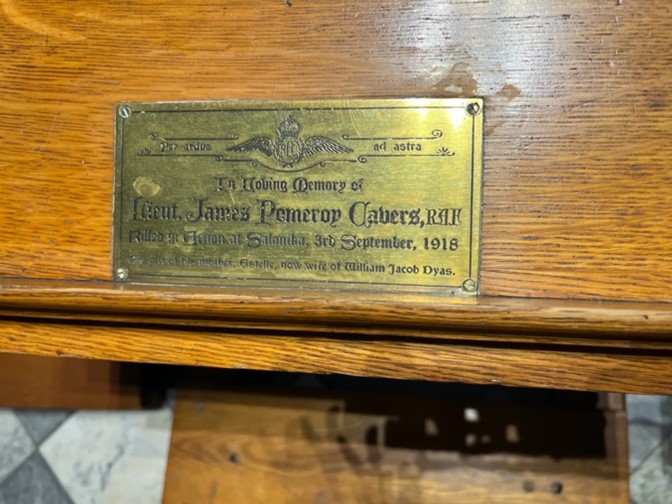 Per ardua ad astra
In Loving Memory of
Lieut. James Pomeroy Cavers, RAF
Killed in Action at Salonika, 3rd September, 1918
The gift of his mother, Estelle, now wife of William Jacob Dyas.